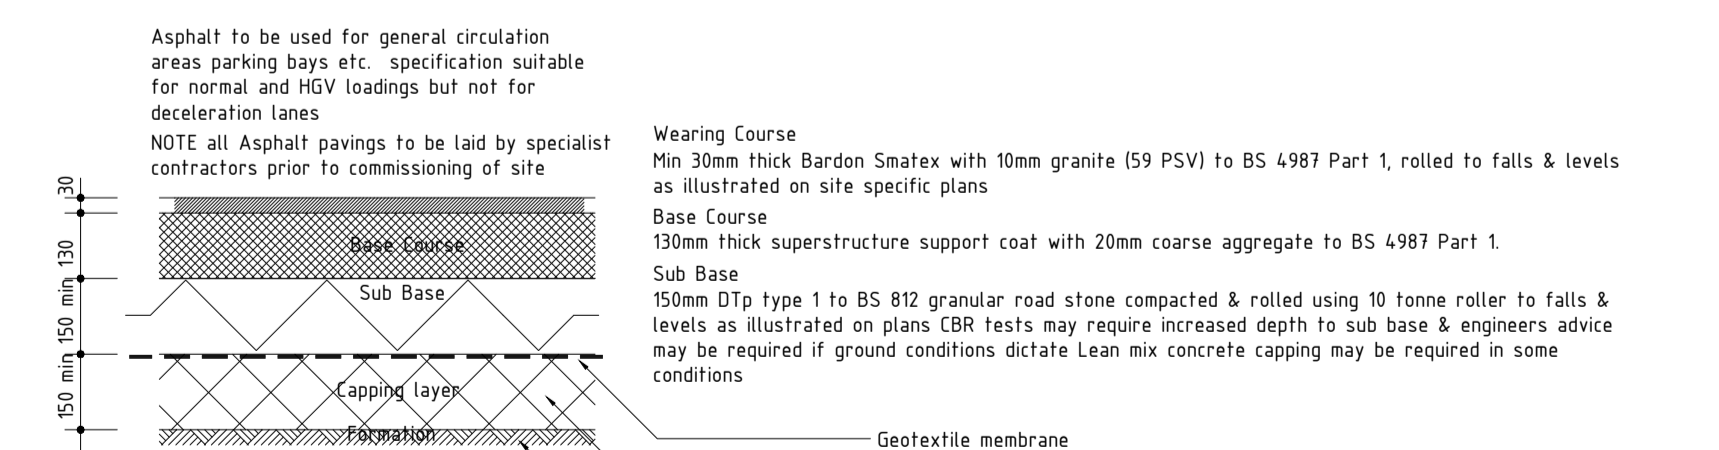 Asphalt to be used for general circulation
areas parking bays etc. specification suitable
for normal and HGV loadings but not for
deceleration lanes
NOTE all Asphalt pavings to be laid by specialist
contractors prior to commissioning of site
Wearing Course
Min 30mm thick Bardon Smatex with 10mm granite (59 PSV) to BS 4987 Part 1, rolled to falls & levels
as illustrated on site specific plans
Base Course
130mm thick superstructure support coat with 20mm coarse aggregate to BS 4987 Part 1.
Sub Base
150mm DTp type 1 to BS 812 granular road stone compacted & rolled using 10 tonne roller to falls &
levels as illustrated on plans CBR tests may require increased depth to sub base & engineers advice
may be required if ground conditions dictate Lean mix concrete capping may be required in some
conditions
30
130
150 min
150 min
Base Course
Sub Base
Capping layer
Formation
Geotextile membrane